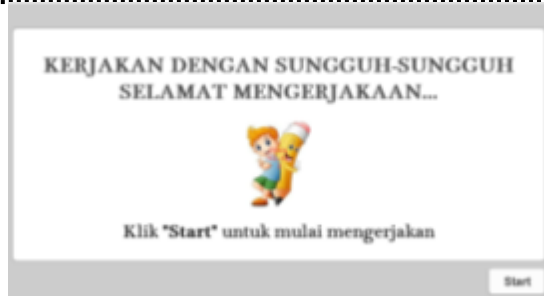 KERJAKAN DENGAN SUNGGUH-SUNGGUH
SELAMAT MENGERJAKAAN...
Klik "Start" untuk mulai mengerjakan
Start